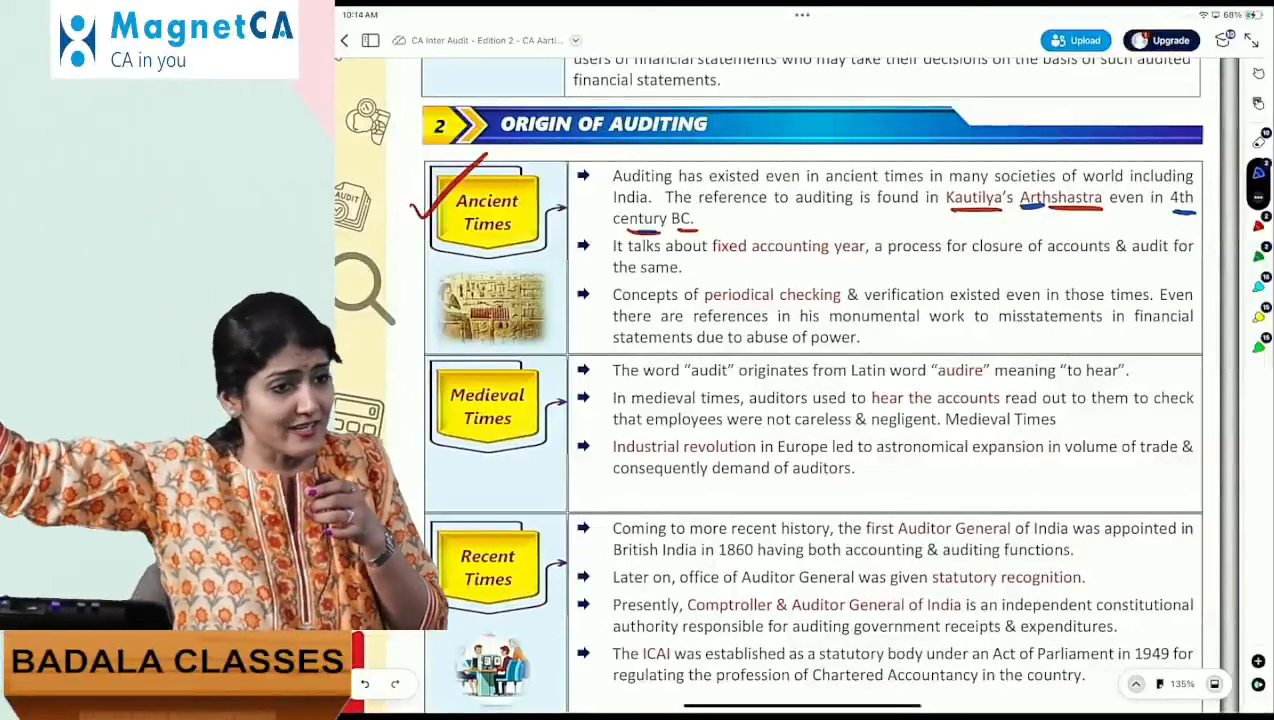 MagnetCA
CA in you
10:14 AM
68%
CA Inter Audit - Edition 2 - CA Aarti...
Upload
Upgrade
users of financial statements who may take their decisions on the basis of such audited
financial statements.
2 ORIGIN OF AUDITING
Ancient
Times
Auditing has existed even in ancient times in many societies of world including
India. The reference to auditing is found in Kautilya's Arthshastra even in 4th
century BC.
It talks about fixed accounting year, a process for closure of accounts & audit for
the same.
Concepts of periodical checking & verification existed even in those times. Even
there are references in his monumental work to misstatements in financial
statements due to abuse of power.
AUDIT
Medieval
Times
The word "audit" originates from Latin word "audire" meaning "to hear".
In medieval times, auditors used to hear the accounts read out to them to check
that employees were not careless & negligent. Medieval Times
Industrial revolution in Europe led to astronomical expansion in volume of trade &
consequently demand of auditors.
Recent
Times
Coming to more recent history, the first Auditor General of India was appointed in
British India in 1860 having both accounting & auditing functions.
Later on, office of Auditor General was given statutory recognition.
Presently, Comptroller & Auditor General of India is an independent constitutional
authority responsible for auditing government receipts & expenditures.
The ICAI was established as a statutory body under an Act of Parliament in 1949 for
regulating the profession of Chartered Accountancy in the country.
135%
BADALA CLASSES